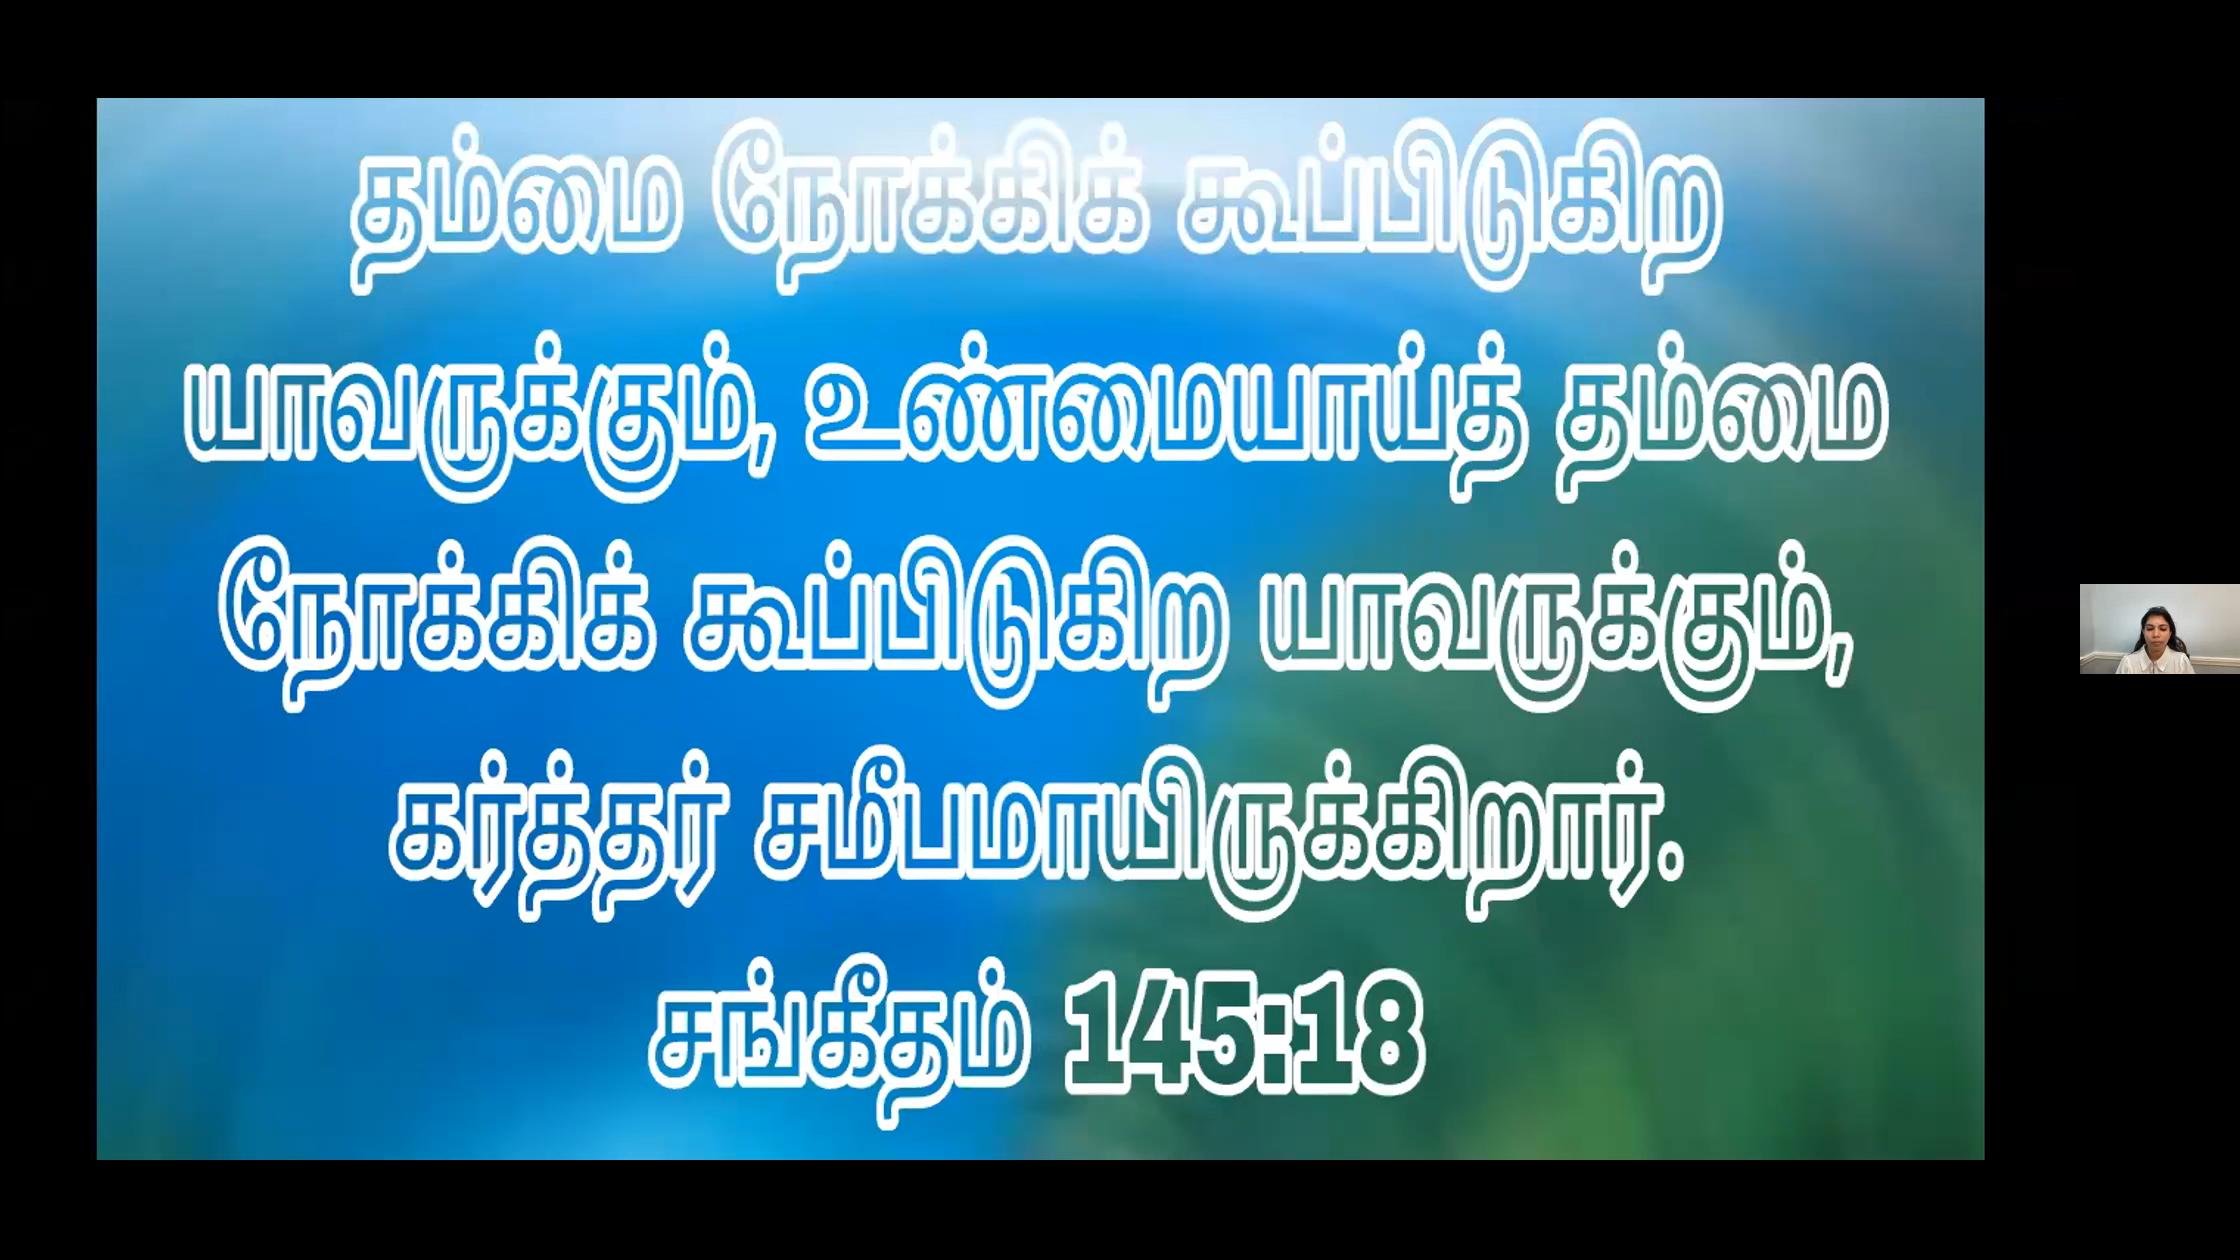 தம்மை நோக்கிக் கூப்பிடுகிற
யாவருக்கும், உண்மையாய்த் தம்மை
நோக்கிக் கூப்பிடுகிற யாவருக்கும்,
கர்த்தர் சமீபமாயிருக்கிறார்.
சங்கீதம் 145:18